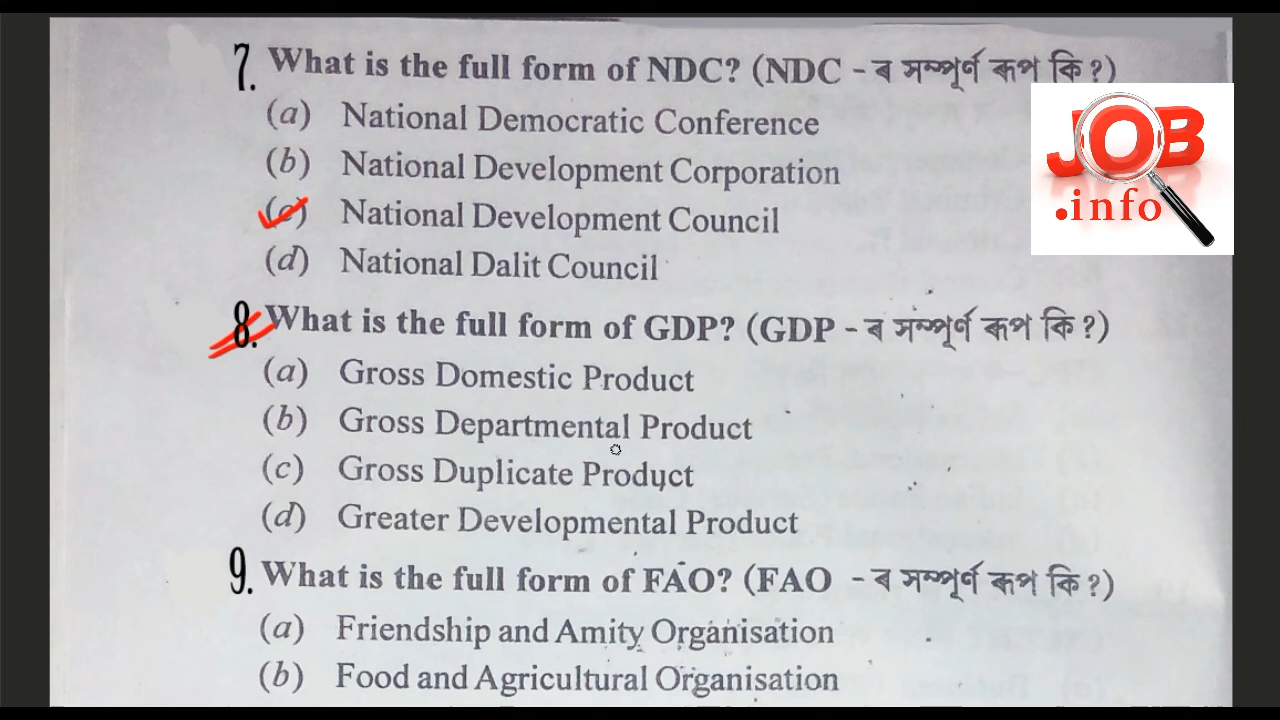 7. What is the full form of NDC? (NDC - ৰ সম্পূৰ্ণ ৰূপ কি?)
(a) National Democratic Conference
(b) National Development Corporation
(c) National Development Council
(d) National Dalit Council
8. What is the full form of GDP? (GDP - ৰ সম্পূৰ্ণ ৰূপ কি?)
(a) Gross Domestic Product
(b) Gross Departmental Product
(c) Gross Duplicate Product
(d) Greater Developmental Product
9. What is the full form of FAO? (FAO - ৰ সম্পূৰ্ণ ৰূপ কি?)
(a) Friendship and Amity Organisation
(b) Food and Agricultural Organisation
JOB
.info